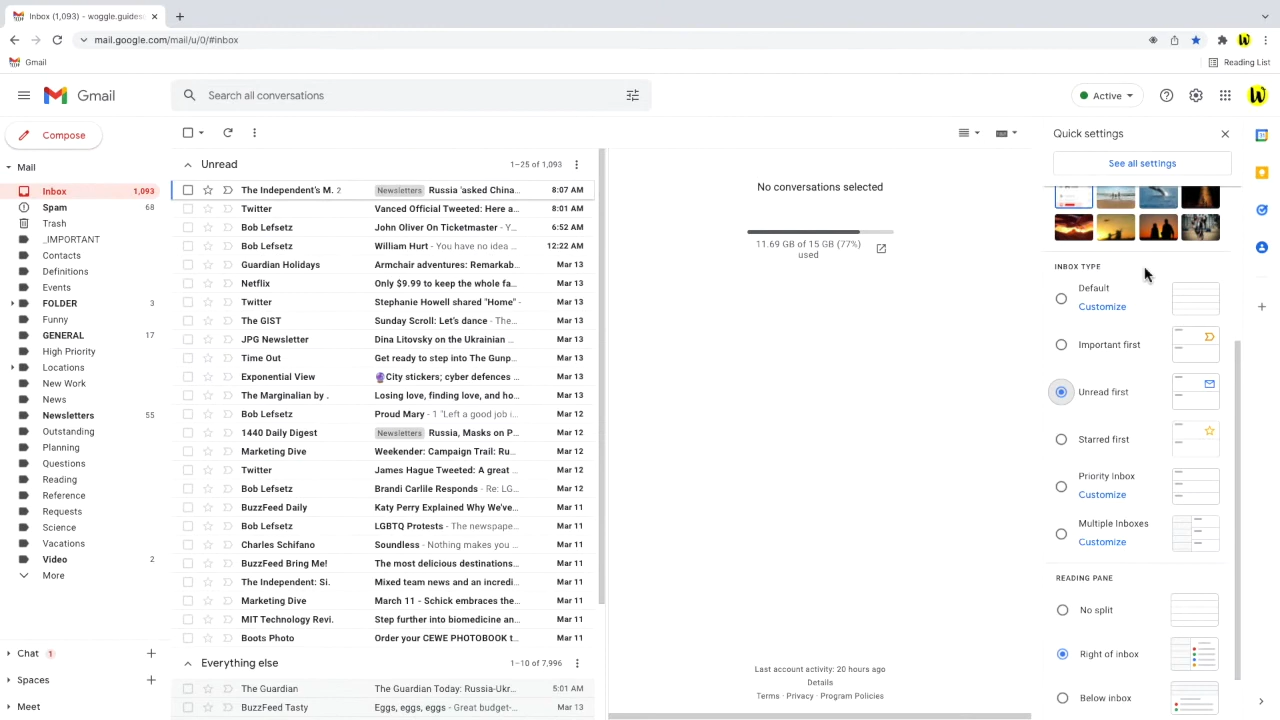 Inbox (1,093) - woggle.guides
mail.google.com/mail/u/0/#inbox
Gmail
Reading List
Gmail
Search all conversations
Active
Compose
Mail
Inbox 1,093
Spam 68
Trash
_IMPORTANT
Contacts
Definitions
Events
FOLDER 3
Funny
GENERAL 17
High Priority
Locations
New Work
News
Newsletters 55
Outstanding
Planning
Questions
Reading
Reference
Requests
Science
Vacations
Video 2
More
Chat 1
Spaces
Meet
Unread 1–25 of 1,093
The Independent's M. 2 Newsletters Russia 'asked China... 8:07 AM
Twitter Vanced Official Tweeted: Here a... 8:01 AM
Bob Lefsetz John Oliver On Ticketmaster - Y... 6:52 AM
Bob Lefsetz William Hurt - You have no idea ... 12:22 AM
Guardian Holidays Armchair adventures: Remarkab... Mar 13
Netflix Only $9.99 to keep the whole fa... Mar 13
Twitter Stephanie Howell shared "Home" - Mar 13
The GIST Sunday Scroll: Let's dance - The... Mar 13
JPG Newsletter Dina Litovsky on the Ukrainian ... Mar 13
Time Out Get ready to step into The Gunp... Mar 13
Exponential View 🔮City stickers; cyber defences ... Mar 13
The Marginalian by . Losing love, finding love, and ho... Mar 13
Bob Lefsetz Proud Mary - 1 "Left a good job i... Mar 12
1440 Daily Digest Newsletters Russia, Masks on P... Mar 12
Marketing Dive Weekender: Campaign Trail: Ru... Mar 12
Twitter James Hague Tweeted: A great ... Mar 12
Bob Lefsetz Brandi Carlile Responds - Re: LG... Mar 12
BuzzFeed Daily Katy Perry Explained Why We've... Mar 11
Bob Lefsetz LGBTQ Protests - The newspape... Mar 11
Charles Schifano Soundless - Nothing makes you ... Mar 11
BuzzFeed Bring Me! The most delicious destinations... Mar 11
The Independent: Si. Mixed team news and an incredi... Mar 11
Marketing Dive March 11 - Schick embraces the... Mar 11
MIT Technology Revi. Step further into biomedicine an... Mar 11
Boots Photo Order your CEWE PHOTOBOOK t... Mar 11
Everything else 1–10 of 7,996
The Guardian The Guardian Today: Russia-Ukr... 5:01 AM
BuzzFeed Tasty Eggs, eggs, eggs - Great budget-... Mar 13
No conversations selected
11.69 GB of 15 GB (77%)
used
Last account activity: 20 hours ago
Details
Terms · Privacy · Program Policies
Quick settings
See all settings
INBOX TYPE
Default
Customize
Important first
Unread first
Starred first
Priority Inbox
Customize
Multiple Inboxes
Customize
READING PANE
No split
Right of inbox
Below inbox